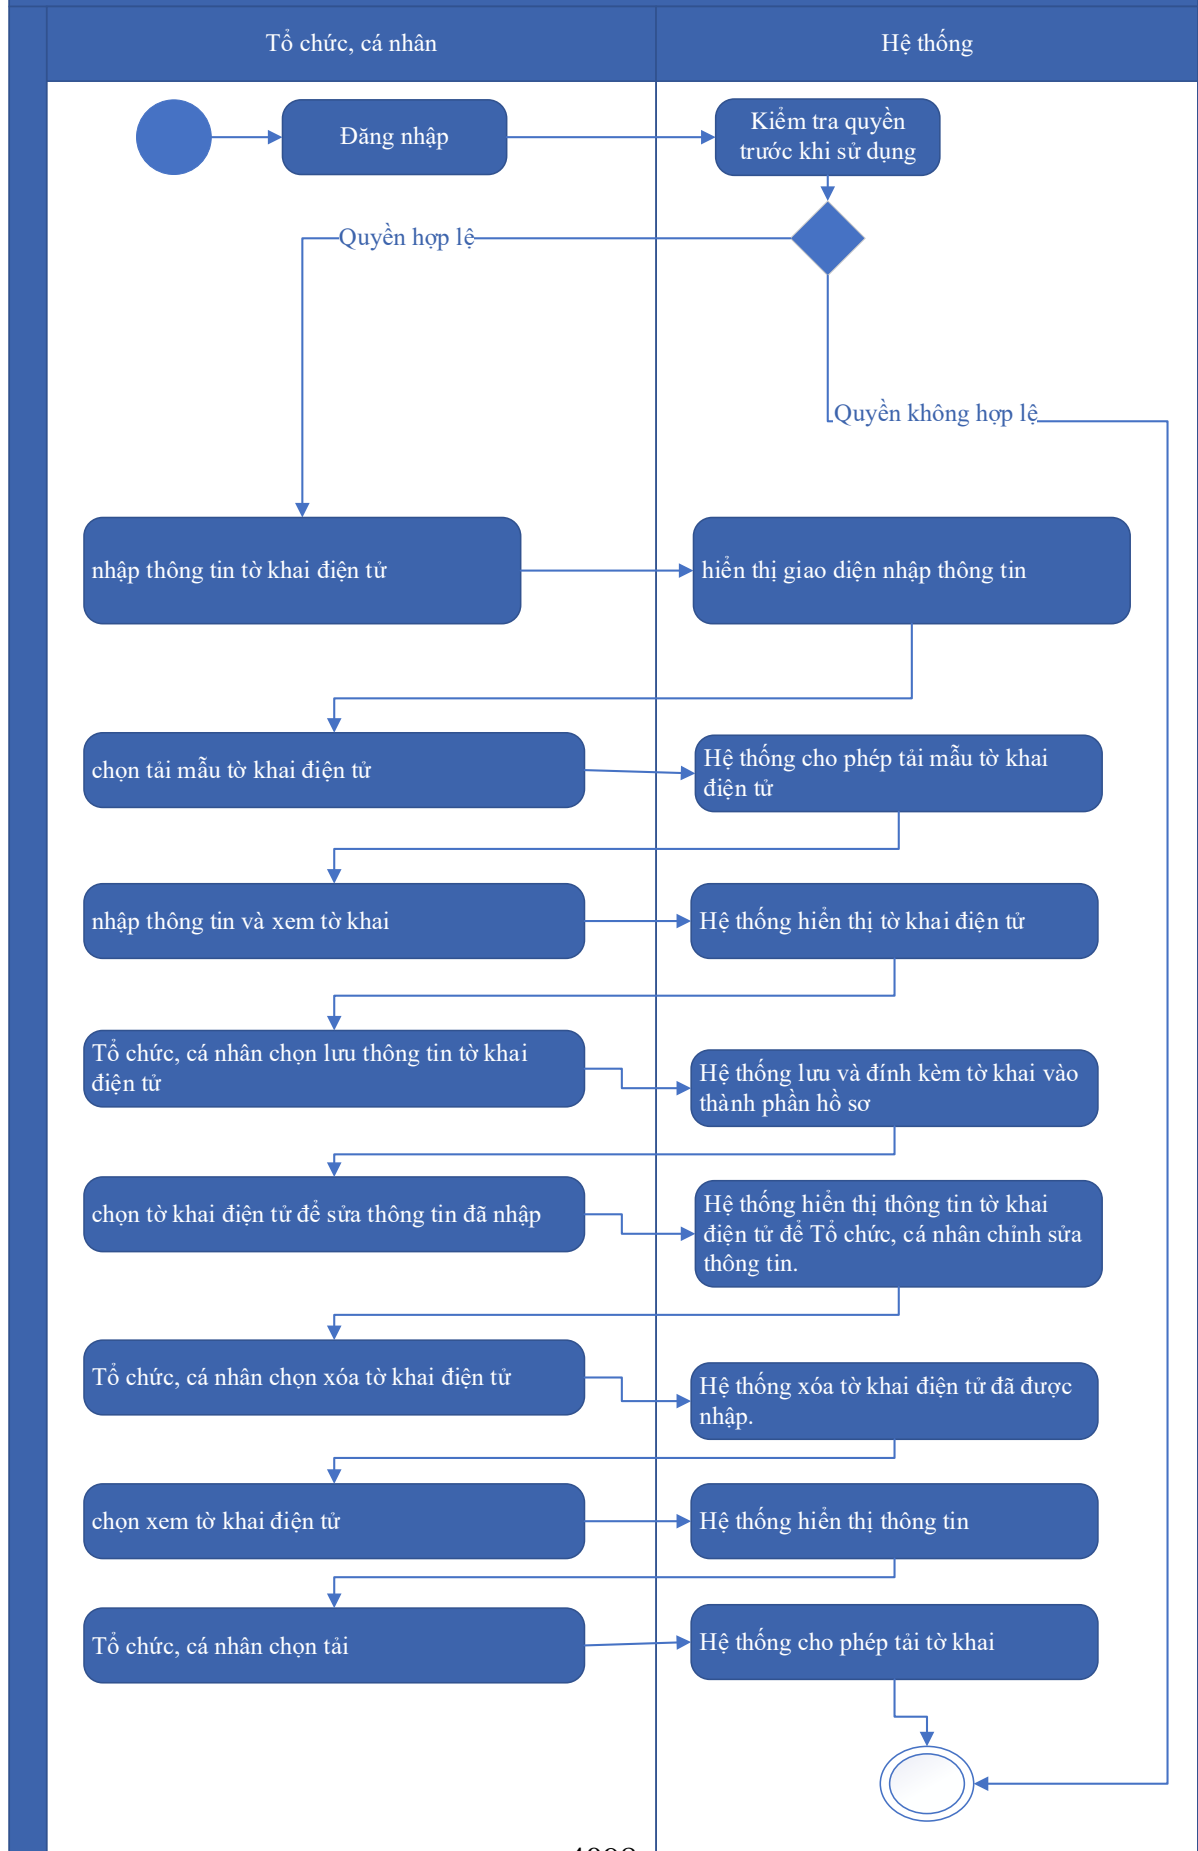 Tổ chức, cá nhân
Hệ thống
Đăng nhập
Kiểm tra quyền
trước khi sử dụng
Quyền hợp lệ
Quyền không hợp lệ
nhập thông tin tờ khai điện tử
hiển thị giao diện nhập thông tin
chọn tải mẫu tờ khai điện tử
Hệ thống cho phép tải mẫu tờ khai
điện tử
nhập thông tin và xem tờ khai
Hệ thống hiển thị tờ khai điện tử
Tổ chức, cá nhân chọn lưu thông tin tờ khai
điện tử
Hệ thống lưu và đính kèm tờ khai vào
thành phần hồ sơ
chọn tờ khai điện tử để sửa thông tin đã nhập
Hệ thống hiển thị thông tin tờ khai
điện tử để Tổ chức, cá nhân chỉnh sửa
thông tin.
Tổ chức, cá nhân chọn xóa tờ khai điện tử
Hệ thống xóa tờ khai điện tử đã được
nhập.
chọn xem tờ khai điện tử
Hệ thống hiển thị thông tin
Tổ chức, cá nhân chọn tải
Hệ thống cho phép tải tờ khai